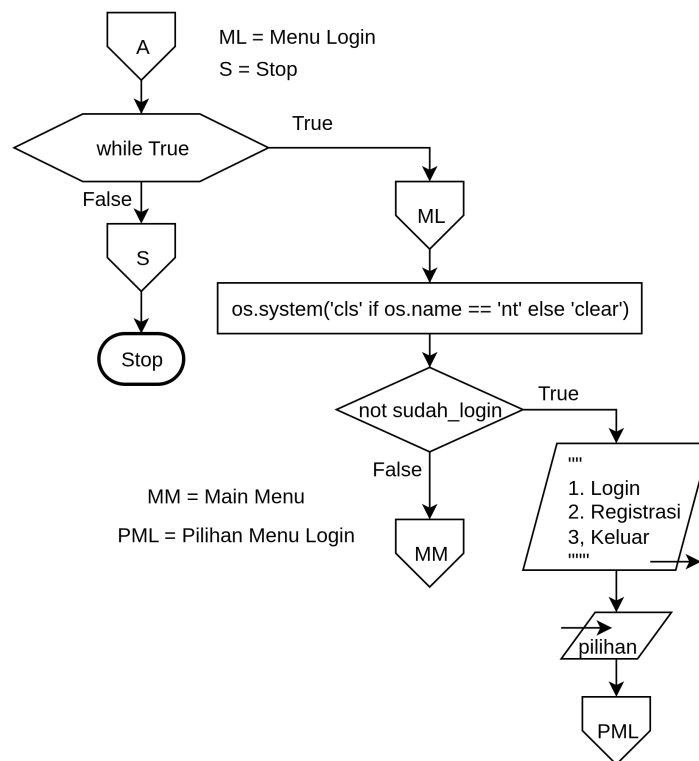 A
ML = Menu Login
S = Stop
while True
True
False
ML
S
os.system('cls' if os.name == 'nt' else 'clear')
Stop
not sudah_login
True
False
""
1. Login
2. Registrasi
3, Keluar
""""
MM = Main Menu
PML = Pilihan Menu Login
MM
pilihan
PML